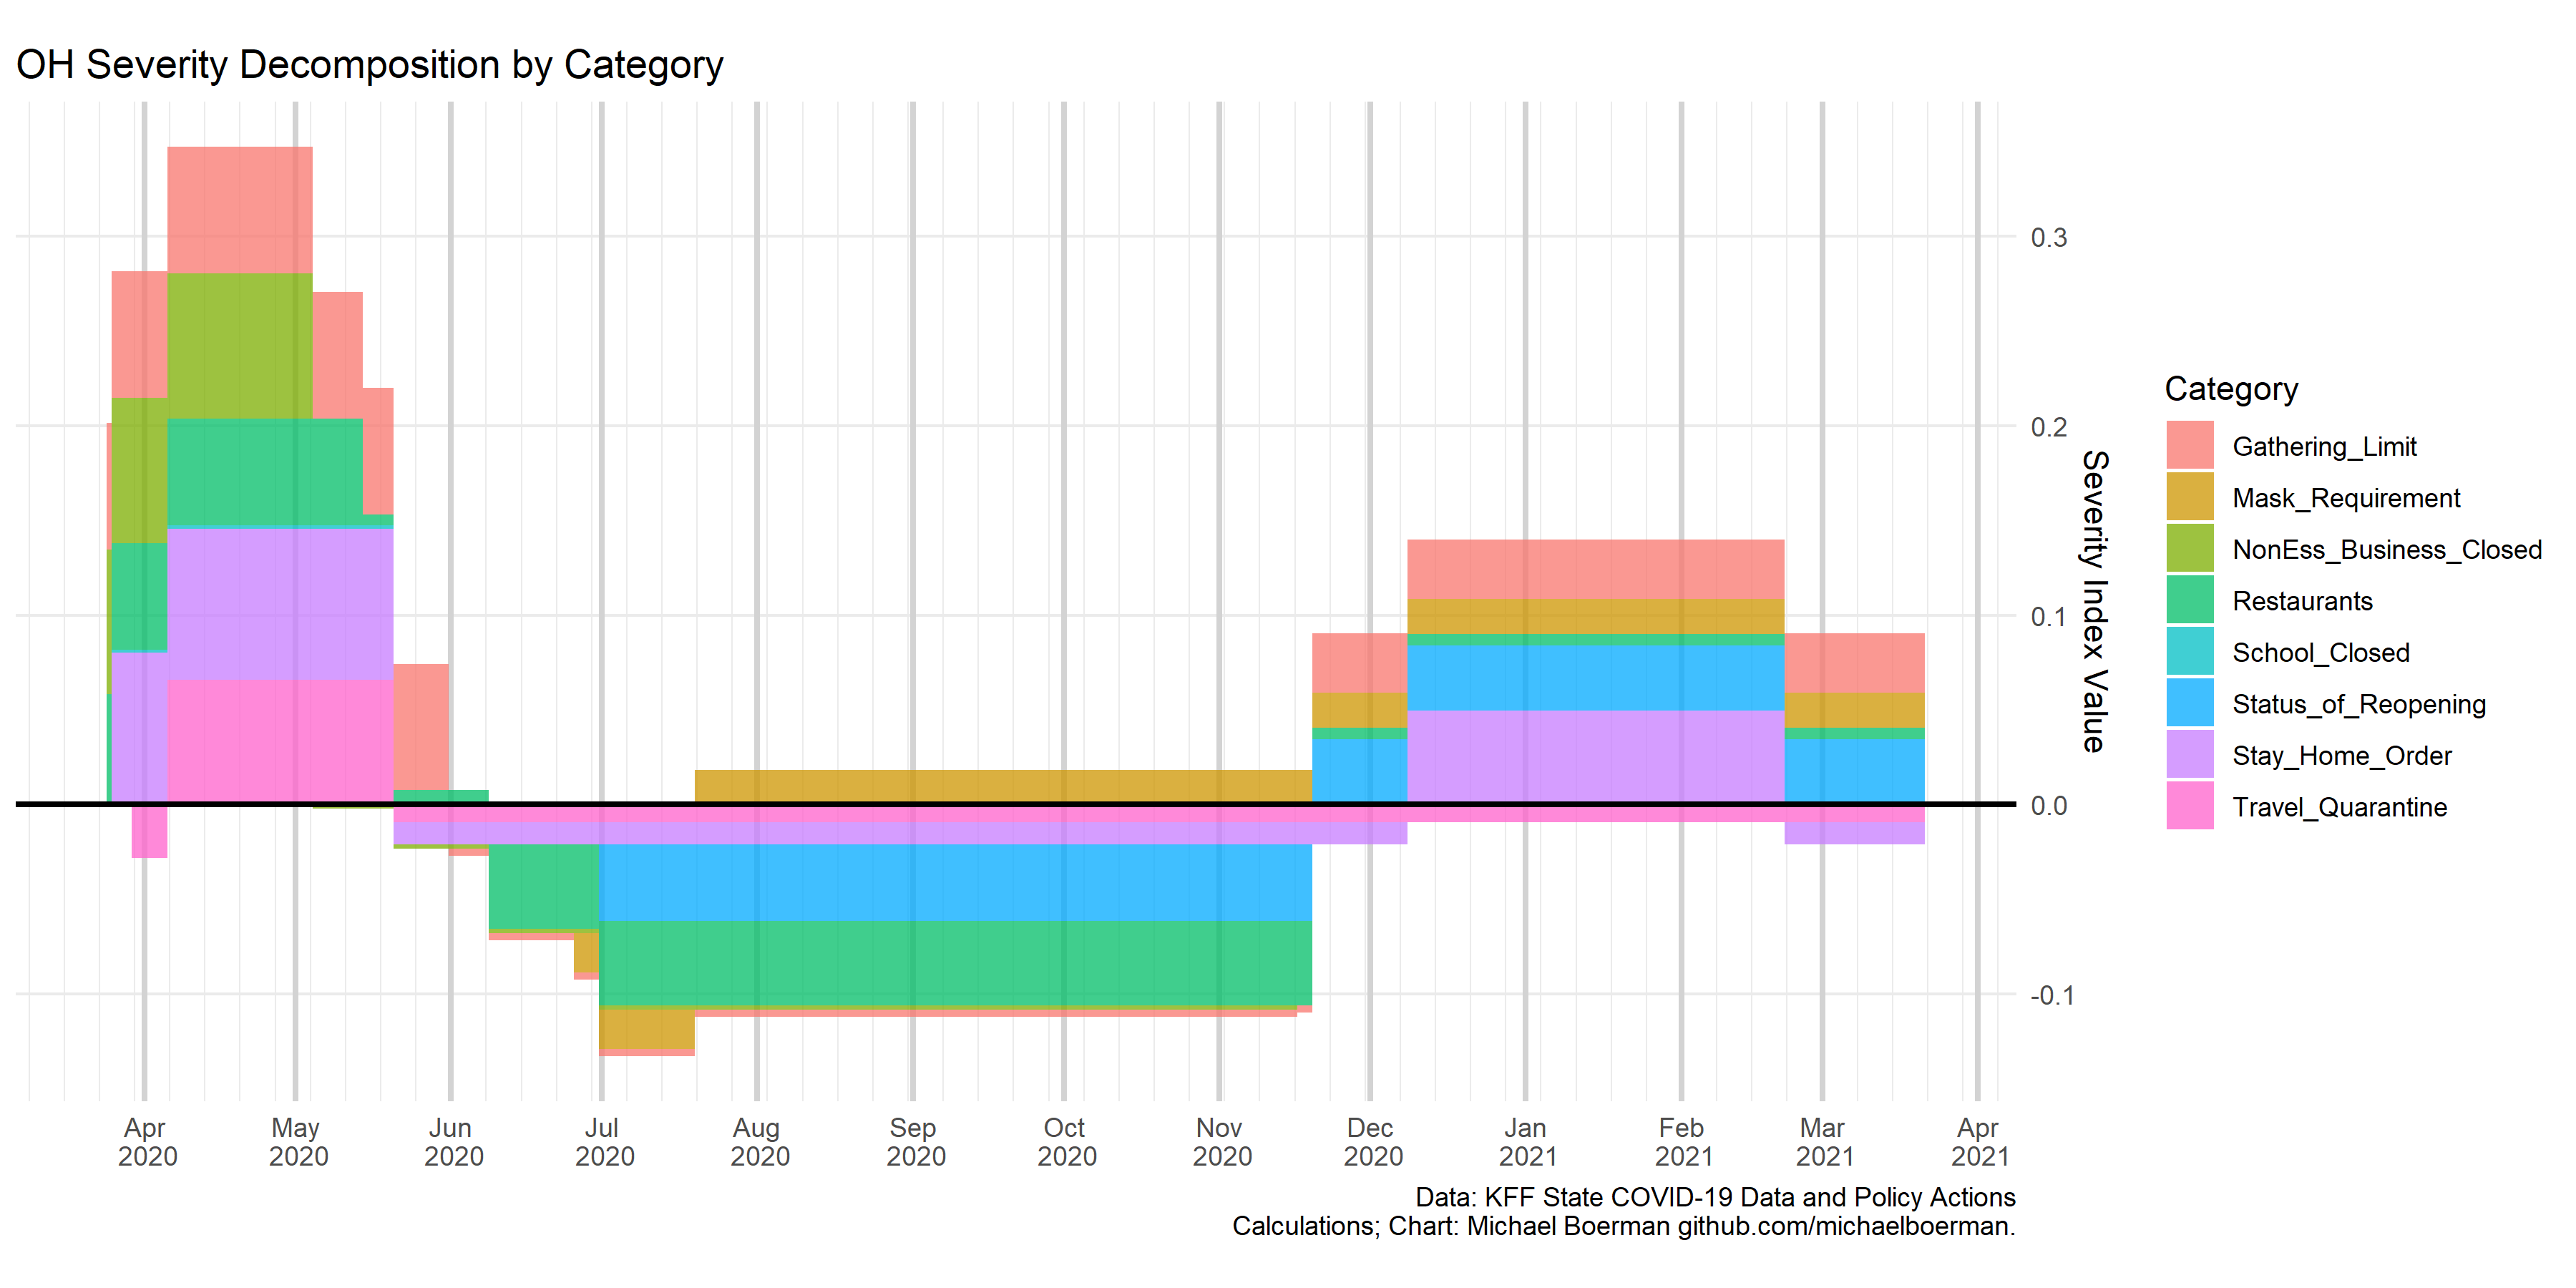 OH Severity Decomposition by Category
0.3
0.2
0.1
0.0
-0.1
Severity Index Value
Category
Gathering_Limit
Mask_Requirement
NonEss_Business_Closed
Restaurants
School_Closed
Status_of_Reopening
Stay_Home_Order
Travel_Quarantine
Apr May Jun Jul Aug Sep Oct Nov Dec Jan Feb Mar Apr
2020 2020 2020 2020 2020 2020 2020 2020 2020 2021 2021 2021 2021
Data: KFF State COVID-19 Data and Policy Actions
Calculations; Chart: Michael Boerman github.com/michaelboerman.